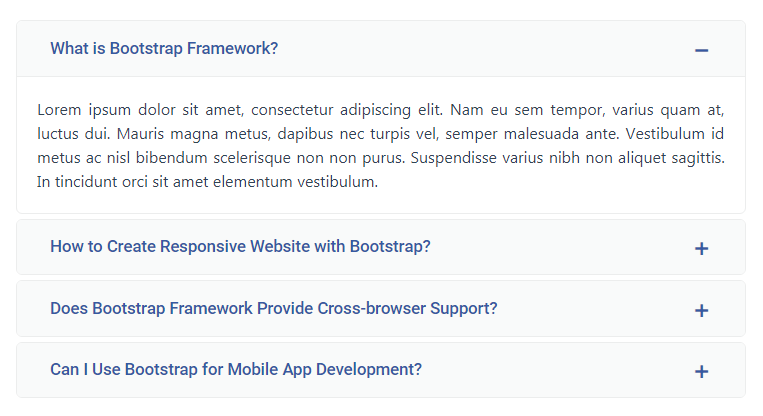 What is Bootstrap Framework?
Lorem ipsum dolor sit amet, consectetur adipiscing elit. Nam eu sem tempor, varius quam at,
luctus dui. Mauris magna metus, dapibus nec turpis vel, semper malesuada ante. Vestibulum id
metus ac nisl bibendum scelerisque non non purus. Suspendisse varius nibh non aliquet sagittis.
In tincidunt orci sit amet elementum vestibulum.
How to Create Responsive Website with Bootstrap?
Does Bootstrap Framework Provide Cross-browser Support?
Can I Use Bootstrap for Mobile App Development?